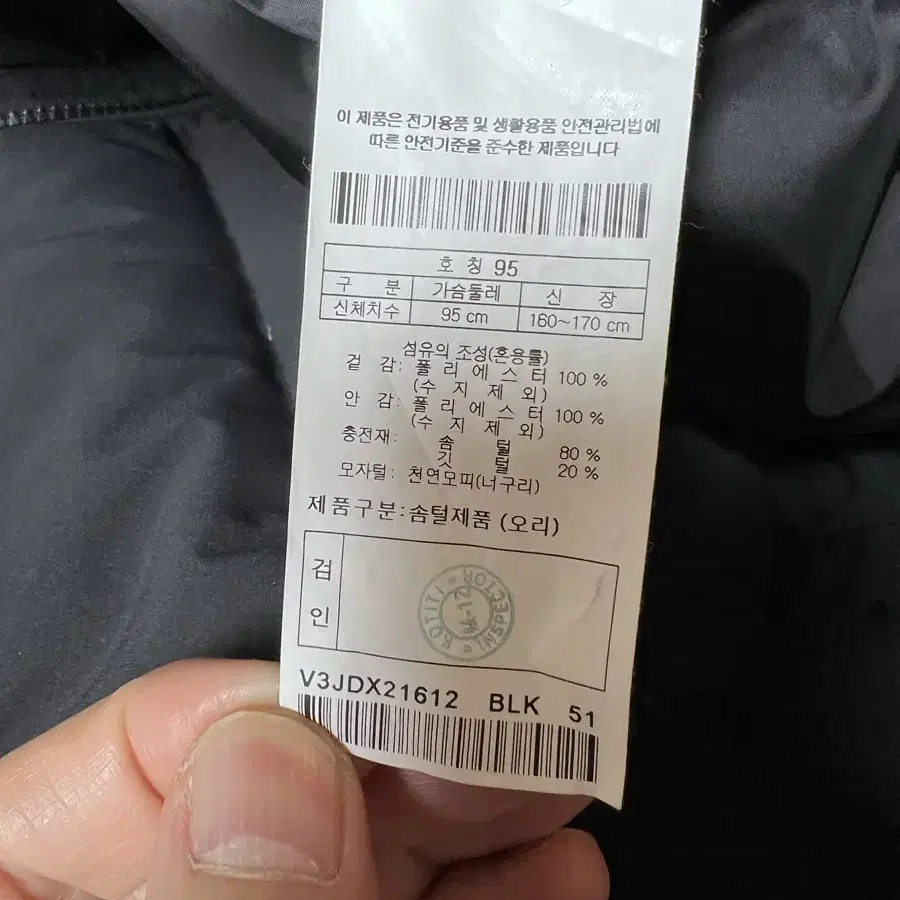 이 제품은 전기용품 및 생활용품 안전관리법에
따른 안전기준을 준수한 제품입니다
호 칭 95
구 분 가슴둘레 신 장
신체치수 95 cm 160~170 cm
섬유의 조성(혼용률)
겉 감: 폴 리 에 스 터 100 %
(수 지 제 외)
안 감: 폴 리 에 스 터 100 %
(수 지 제 외)
충전재: 솜 털 80 %
깃 털 20 %
모자털: 천연모피(너구리)
제품구분:솜털제품 (오리)
검
인
KOTITI INSPECTOR
V3JDX21612 BLK 51